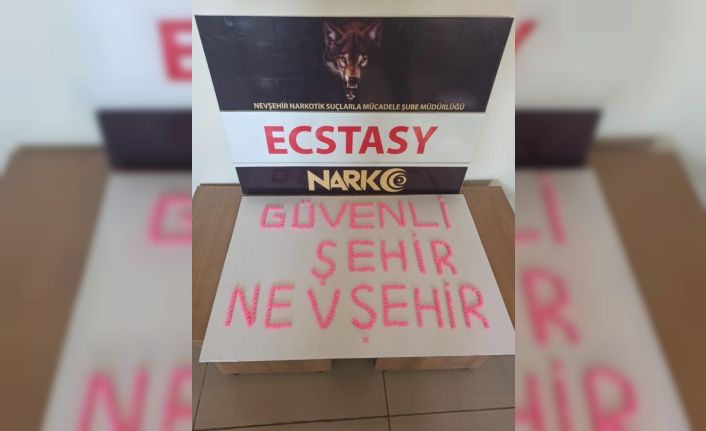 NEVŞEHİR NARKOTİK SUÇLARLA MÜCADELE ŞUBE MÜDÜRLÜĞÜ
ECSTASY
NARKO
GÜVENLİ
ŞEHİR
NEVŞEHİR